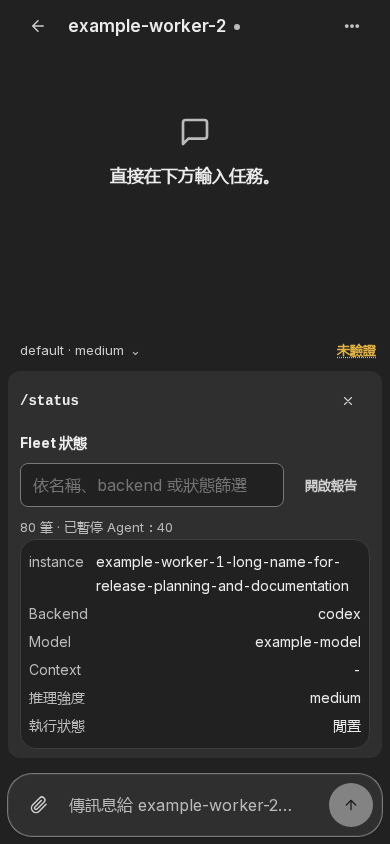 example-worker-2
直接在下方輸入任務。
default · medium
未驗證
/status
Fleet 狀態
依名稱、backend 或狀態篩選
開啟報告
80 筆 · 已暫停 Agent：40
instance example-worker-1-long-name-for-
release-planning-and-documentation
Backend codex
Model example-model
Context -
推理強度 medium
執行狀態 閒置
傳訊息給 example-worker-2…